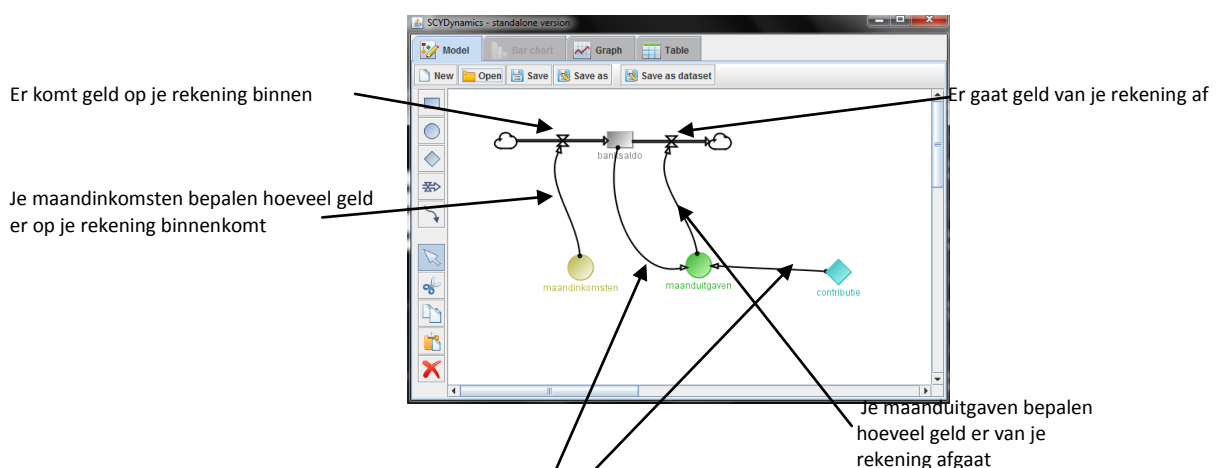 SCYDynamics - standalone version
Model Bar chart Graph Table
New Open Save Save as Save as dataset
Er komt geld op je rekening binnen
Er gaat geld van je rekening af
banksaldo
Je maandinkomsten bepalen hoeveel geld
er op je rekening binnenkomt
maandinkomsten
maanduitgaven
contributie
Je maanduitgaven bepalen
hoeveel geld er van je
rekening afgaat